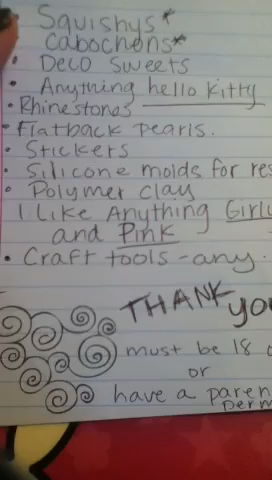 Squishys*
Cabochons*
• Deco Sweets
• Anything hello kitty
• Rhinestones
• Flatback pearls.
• Stickers
• Silicone molds for res
• Polymer clay
I Like Anything Girly
and Pink
• Craft tools - any.
THANK you
must be 18 o
or
have a paren
perm